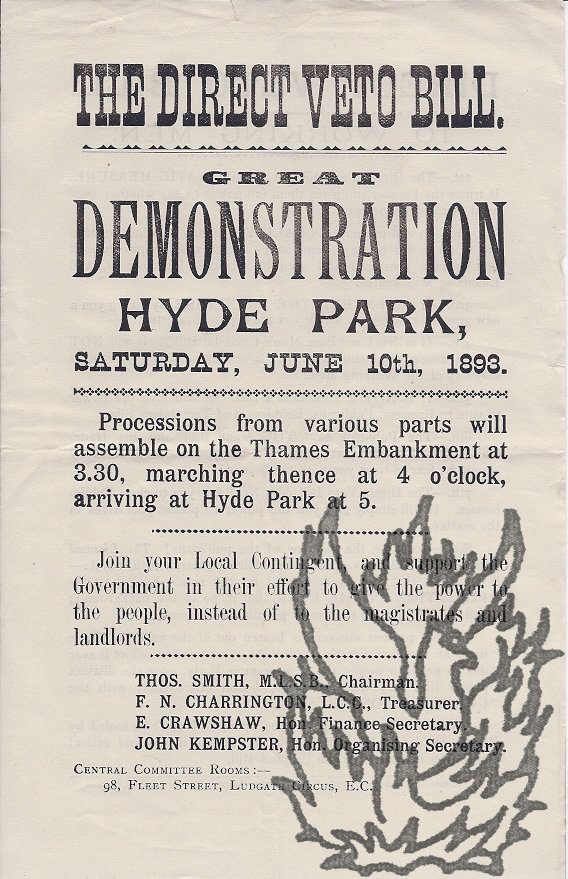 THE DIRECT VETO BILL.
GREAT
DEMONSTRATION
HYDE PARK,
SATURDAY, JUNE 10th, 1893.
Processions from various parts will
assemble on the Thames Embankment at
3.30, marching thence at 4 o'clock,
arriving at Hyde Park at 5.
Join your Local Contingent, and support the
Government in their effort to give the power to
the people, instead of to the magistrates and
landlords.
THOS. SMITH, M.L.S.B., Chairman.
F. N. CHARRINGTON, L.C.C., Treasurer.
E. CRAWSHAW, Hon. Finance Secretary.
JOHN KEMPSTER, Hon. Organising Secretary.
CENTRAL COMMITTEE ROOMS:—
98, FLEET STREET, LUDGATE CIRCUS, E.C.